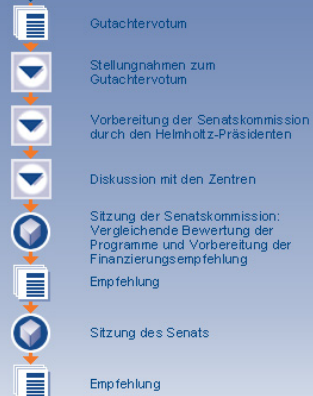 Gutachtervotum
Stellungnahmen zum
Gutachtervotum
Vorbereitung der Senatskommission
durch den Helmholtz-Präsidenten
Diskussion mit den Zentren
Sitzung der Senatskommission:
Vergleichende Bewertung der
Programme und Vorbereitung der
Finanzierungsempfehlung
Empfehlung
Sitzung des Senats
Empfehlung